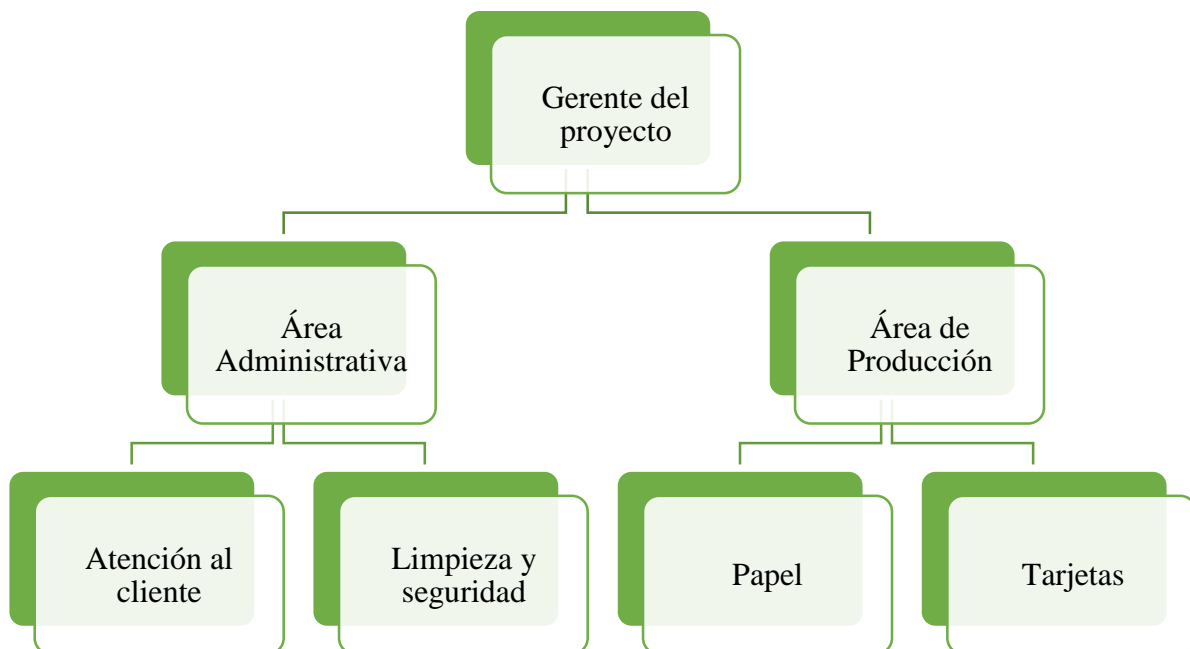 Gerente del
proyecto
Área
Administrativa
Área de
Producción
Atención al
cliente
Limpieza y
seguridad
Papel
Tarjetas